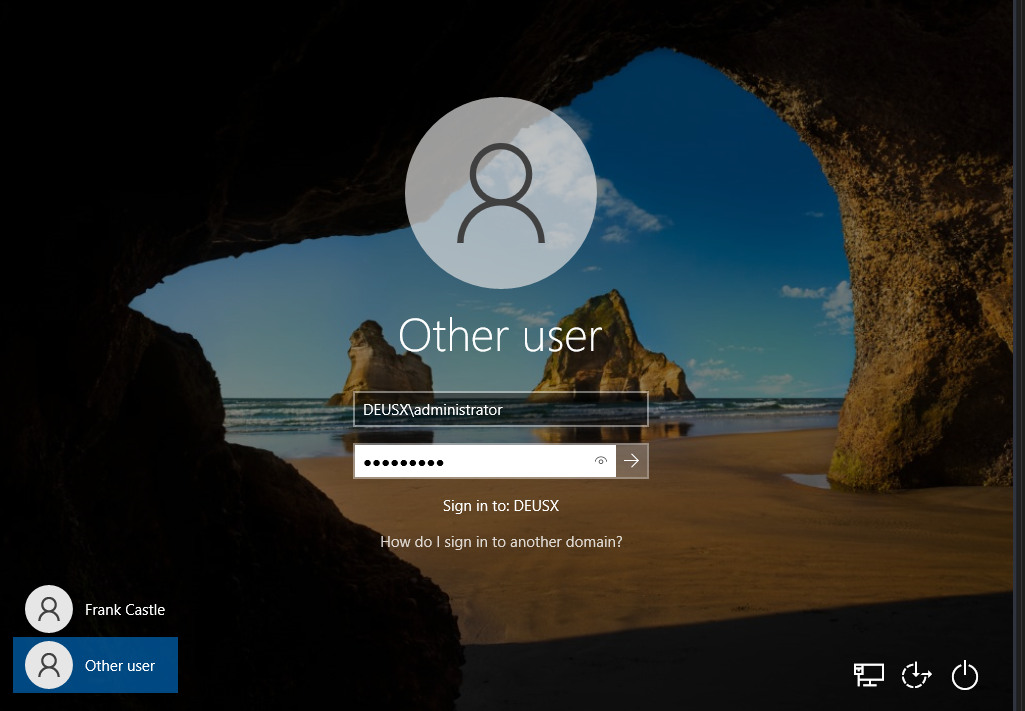 Other user
DEUSX\administrator
●●●●●●●●●
Sign in to: DEUSX
How do I sign in to another domain?
Frank Castle
Other user